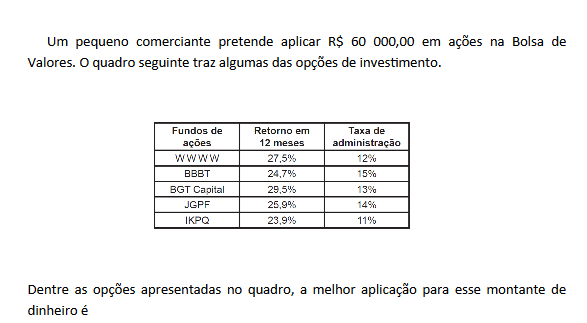 Um pequeno comerciante pretende aplicar R$ 60 000,00 em ações na Bolsa de
Valores. O quadro seguinte traz algumas das opções de investimento.
Fundos de ações Retorno em 12 meses Taxa de administração
W W W W 27,5% 12%
BBBT 24,7% 15%
BGT Capital 29,5% 13%
JGPF 25,9% 14%
IKPQ 23,9% 11%
Dentre as opções apresentadas no quadro, a melhor aplicação para esse montante de
dinheiro é